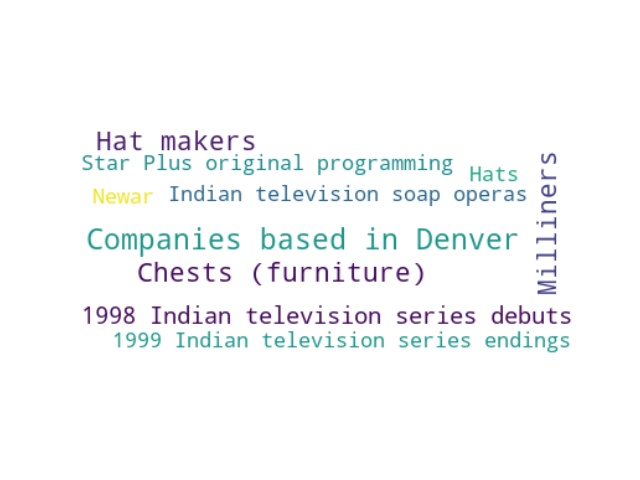 Hat makers
Star Plus original programming
Hats
Newar
Indian television soap operas
Milliners
Companies based in Denver
Chests (furniture)
1998 Indian television series debuts
1999 Indian television series endings